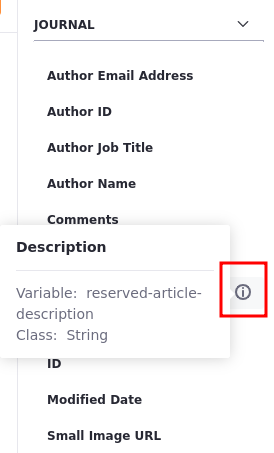 JOURNAL
Author Email Address
Author ID
Author Job Title
Author Name
Comments
Description
Variable: reserved-article-
description
Class: String
ID
Modified Date
Small Image URL